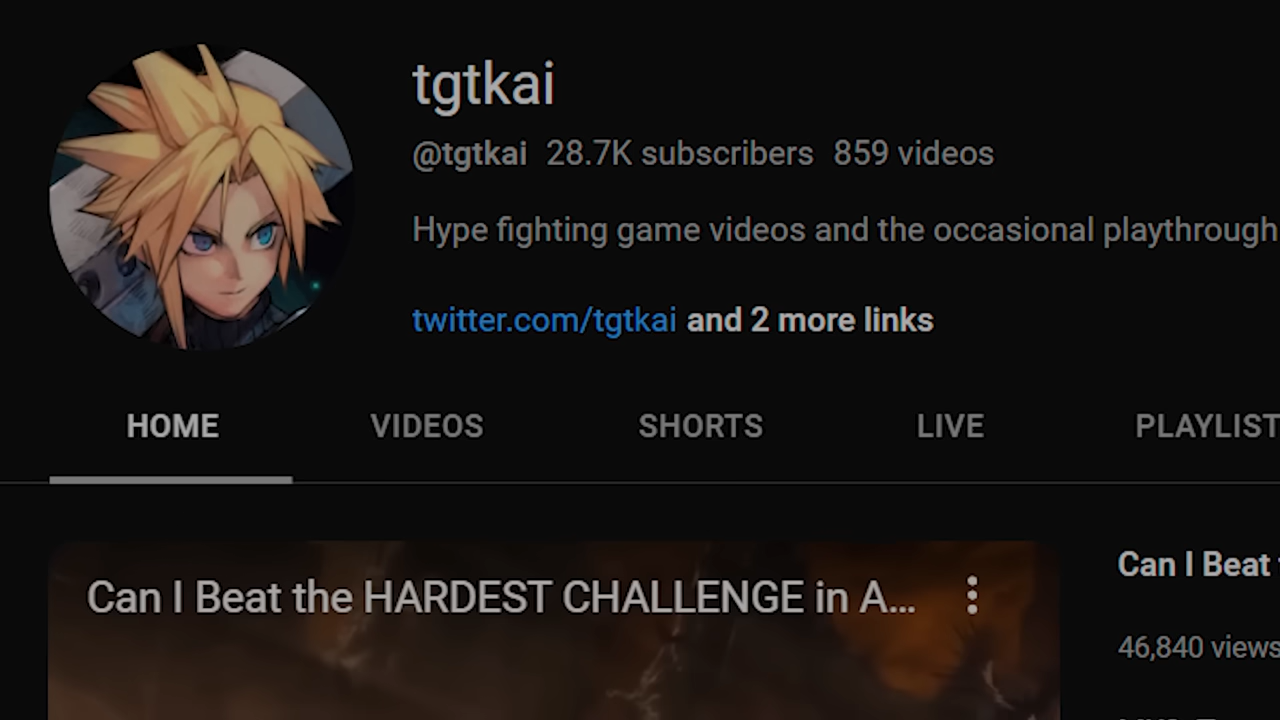 tgtkai
@tgtkai 28.7K subscribers 859 videos
Hype fighting game videos and the occasional playthrough
twitter.com/tgtkai and 2 more links
HOME VIDEOS SHORTS LIVE PLAYLIST
Can I Beat the HARDEST CHALLENGE in A...
Can I Beat
46,840 views